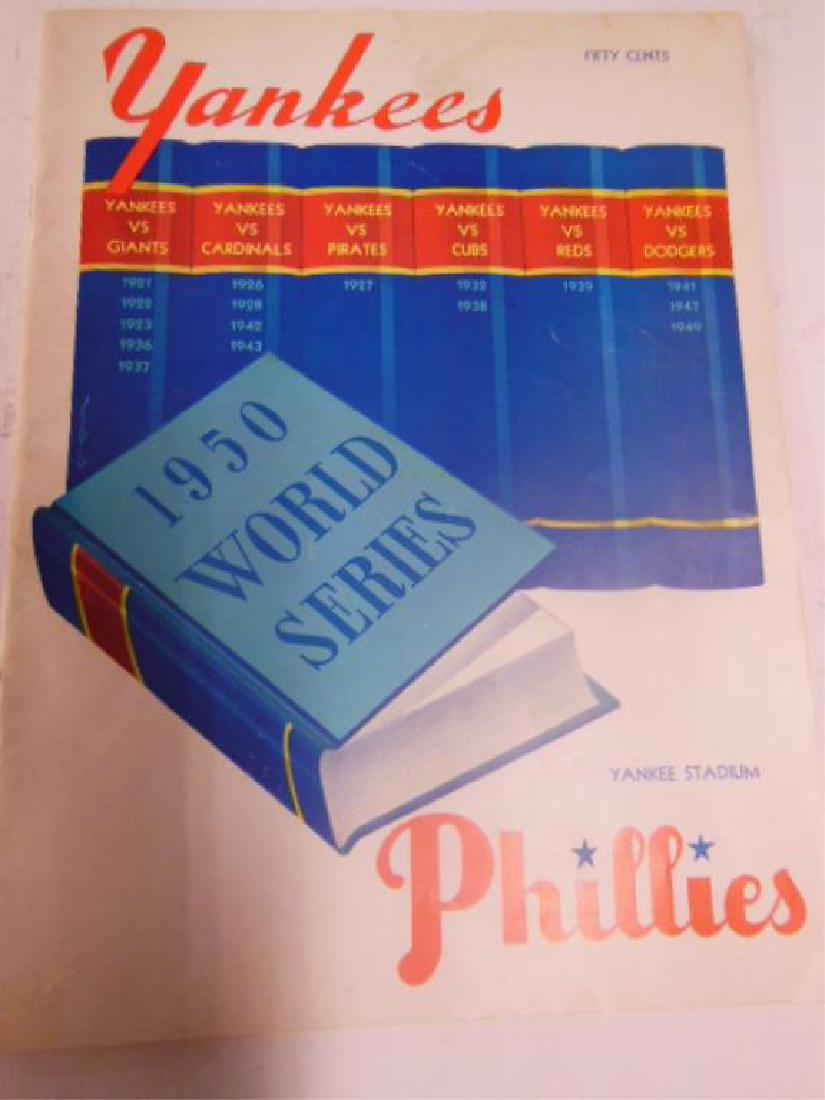 Yankees
FIFTY CENTS
YANKEES
VS
GIANTS
1921
1922
1923
1936
1937
YANKEES
VS
CARDINALS
1926
1928
1942
1943
YANKEES
VS
PIRATES
1927
YANKEES
VS
CUBS
1932
1938
YANKEES
VS
REDS
1939
YANKEES
VS
DODGERS
1941
1947
1949
1950
WORLD
SERIES
YANKEE STADIUM
Phillies